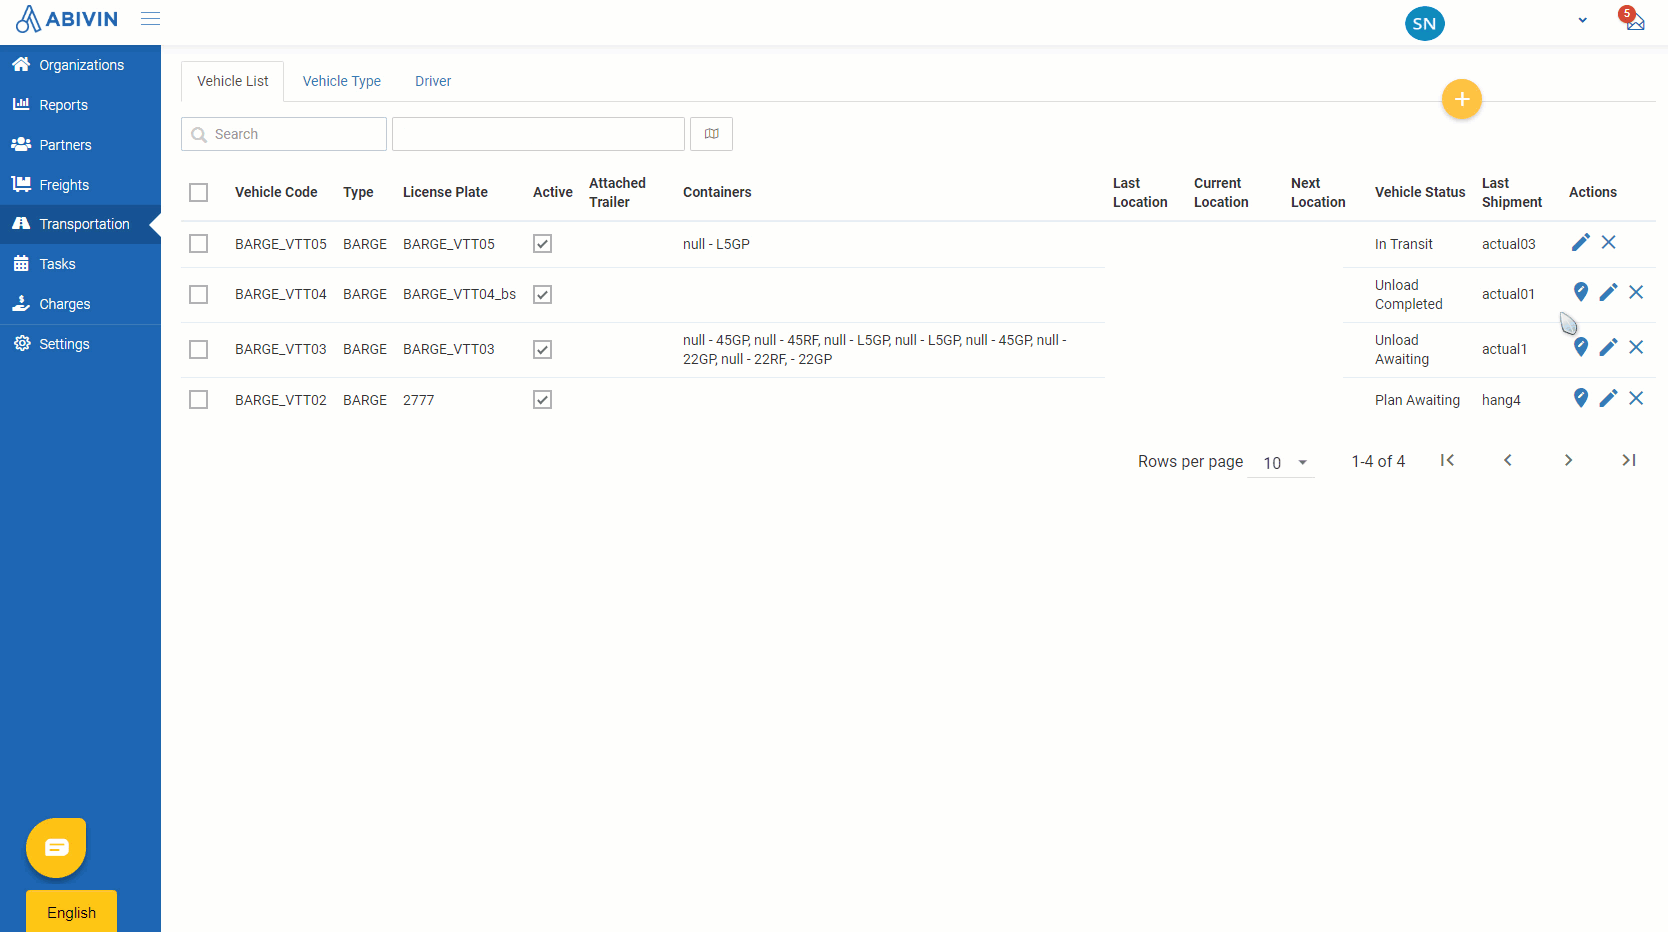 ABIVIN
SN
5
Organizations
Reports
Partners
Freights
Transportation
Tasks
Charges
Settings
Vehicle List Vehicle Type Driver
+
Search
Vehicle Code Type License Plate Active Attached Trailer Containers Last Location Current Location Next Location Vehicle Status Last Shipment Actions
BARGE_VTT05 BARGE BARGE_VTT05 null - L5GP In Transit actual03
BARGE_VTT04 BARGE BARGE_VTT04_bs Unload Completed actual01
BARGE_VTT03 BARGE BARGE_VTT03 null - 45GP, null - 45RF, null - L5GP, null - L5GP, null - 45GP, null - 22GP, null - 22RF, - 22GP Unload Awaiting actual1
BARGE_VTT02 BARGE 2777 Plan Awaiting hang4
Rows per page 10 1-4 of 4
English